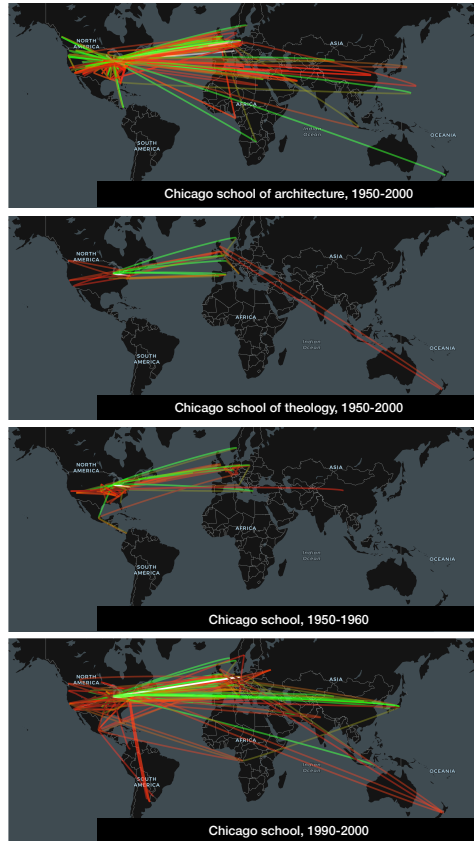 NORTH
AMERICA
ASIA
AFRICA
Indian
Ocean
SOUTH
AMERICA
OCEANIA
Chicago school of architecture, 1950-2000
NORTH
AMERICA
ASIA
AFRICA
Indian
Ocean
SOUTH
AMERICA
OCEANIA
Chicago school of theology, 1950-2000
NORTH
AMERICA
ASIA
AFRICA
Indian
Ocean
SOUTH
AMERICA
OCEANIA
Chicago school, 1950-1960
NORTH
AMERICA
ASIA
AFRICA
Indian
Ocean
SOUTH
AMERICA
OCEANIA
Chicago school, 1990-2000